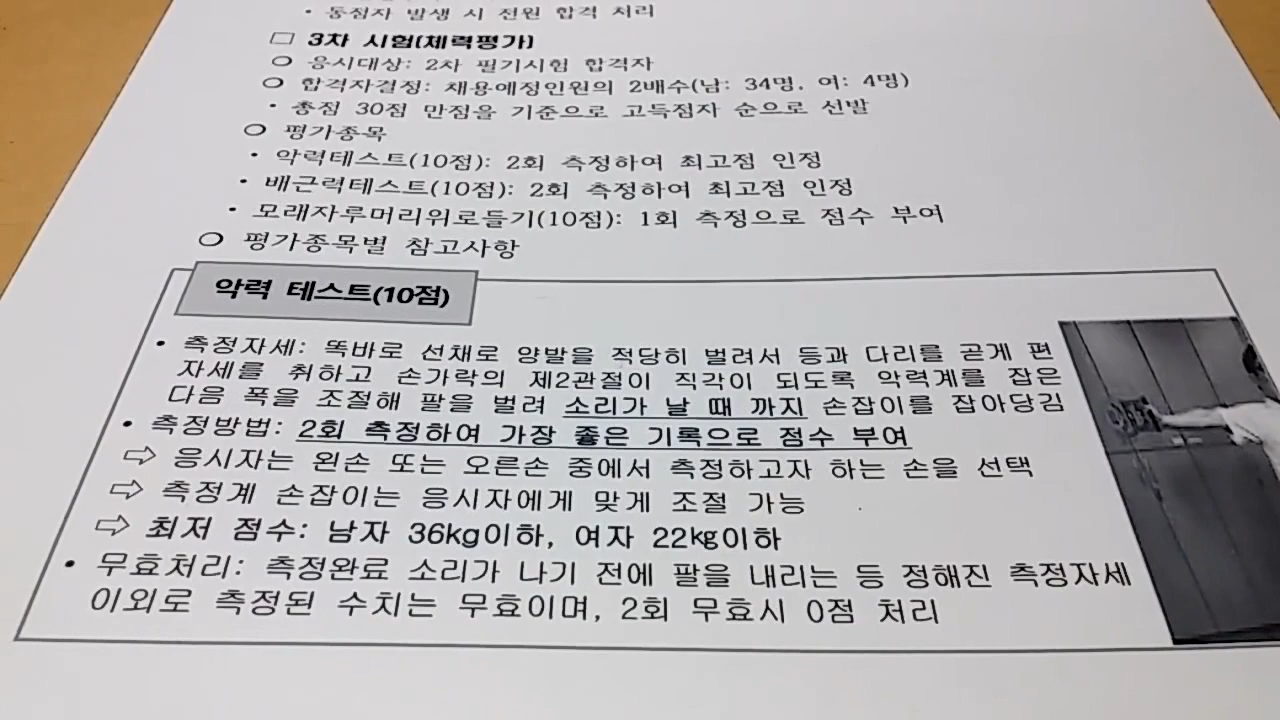 • 동점자 발생 시 전원 합격 처리
□ 3차 시험(체력평가)
○ 응시대상: 2차 필기시험 합격자
○ 합격자결정: 채용예정인원의 2배수(남: 34명, 여: 4명)
• 총점 30점 만점을 기준으로 고득점자 순으로 선발
○ 평가종목
• 악력테스트(10점): 2회 측정하여 최고점 인정
• 배근력테스트(10점): 2회 측정하여 최고점 인정
• 모래자루머리위로들기(10점): 1회 측정으로 점수 부여
○ 평가종목별 참고사항
악력 테스트(10점)
• 측정자세: 똑바로 선채로 양발을 적당히 벌려서 등과 다리를 곧게 편
자세를 취하고 손가락의 제2관절이 직각이 되도록 악력계를 잡은
다음 폭을 조절해 팔을 벌려 소리가 날 때 까지 손잡이를 잡아당김
• 측정방법: 2회 측정하여 가장 좋은 기록으로 점수 부여
⇨ 응시자는 왼손 또는 오른손 중에서 측정하고자 하는 손을 선택
⇨ 측정계 손잡이는 응시자에게 맞게 조절 가능
⇨ 최저 점수: 남자 36kg이하, 여자 22kg이하
• 무효처리: 측정완료 소리가 나기 전에 팔을 내리는 등 정해진 측정자세
이외로 측정된 수치는 무효이며, 2회 무효시 0점 처리